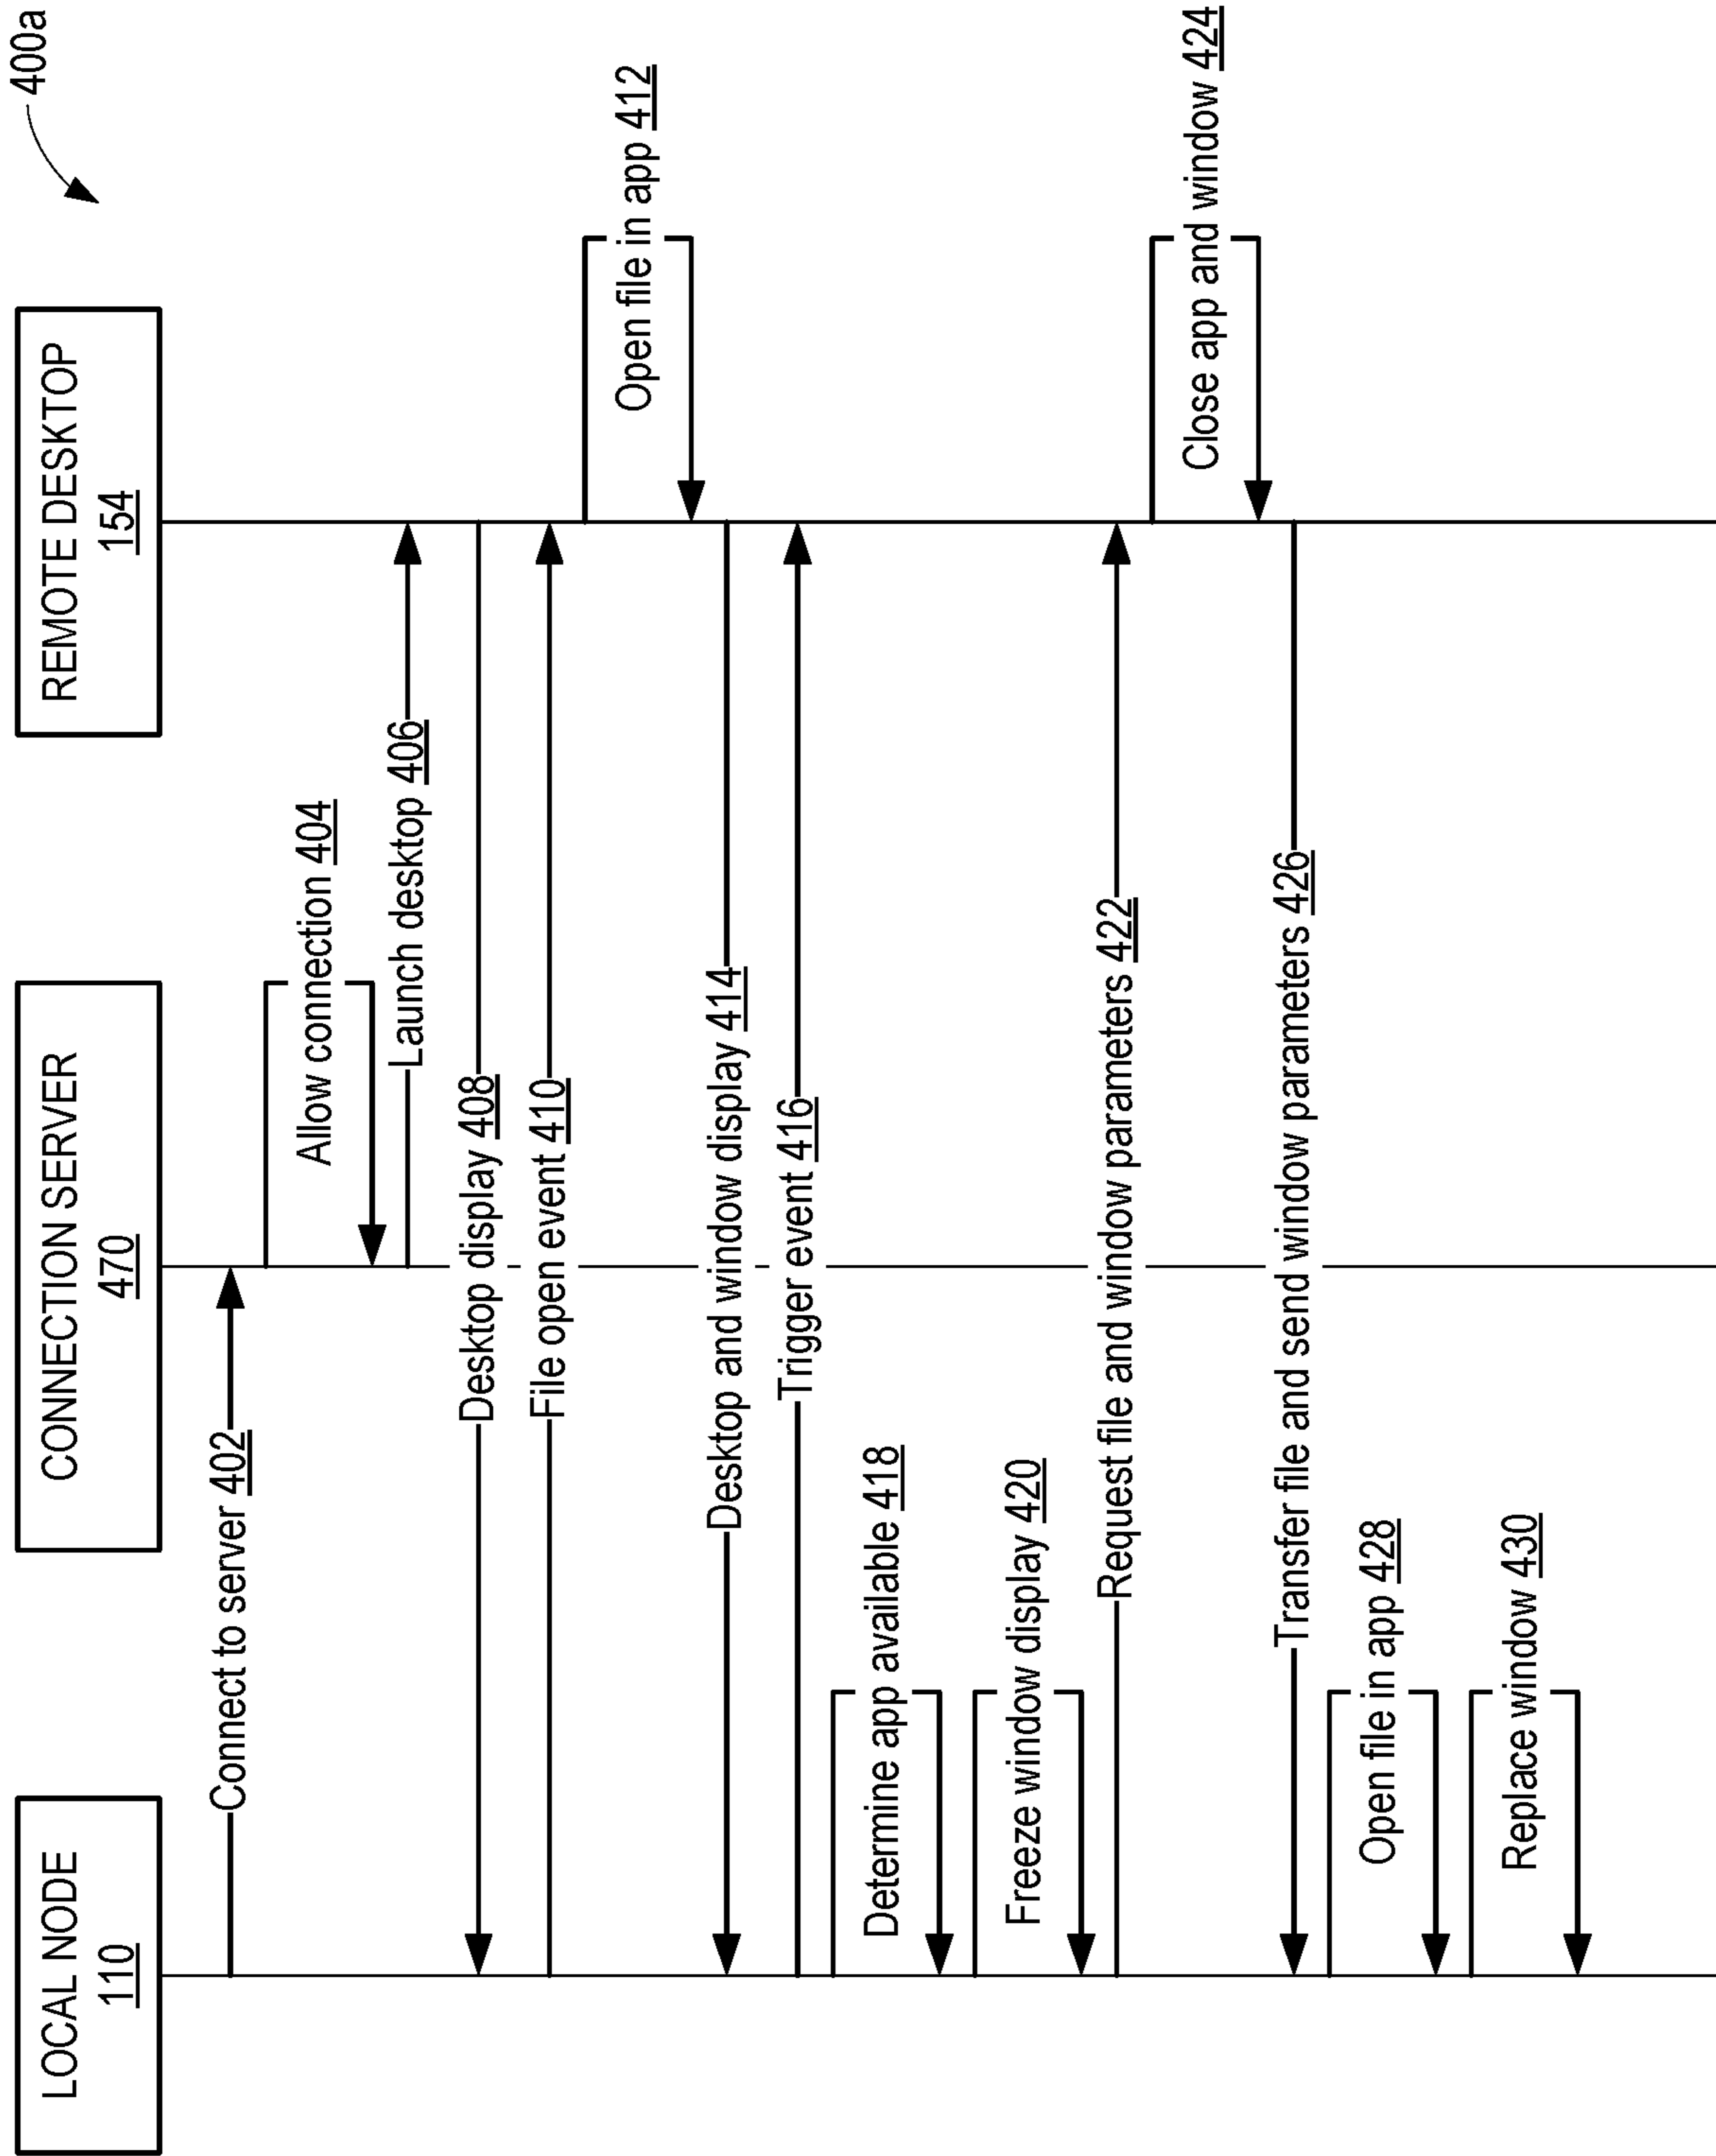 400a
LOCAL NODE
110
CONNECTION SERVER
470
REMOTE DESKTOP
154
Connect to server 402
Allow connection 404
Launch desktop 406
Desktop display 408
File open event 410
Open file in app 412
Desktop and window display 414
Trigger event 416
Determine app available 418
Freeze window display 420
Request file and window parameters 422
Close app and window 424
Transfer file and send window parameters 426
Open file in app 428
Replace window 430